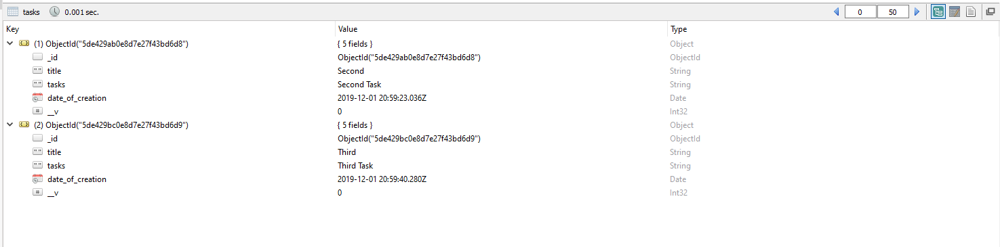 tasks 0.001 sec. 0 50
Key Value Type
(1) ObjectId("5de429ab0e8d7e27f43bd6d8") { 5 fields } Object
_id ObjectId("5de429ab0e8d7e27f43bd6d8") ObjectId
title Second String
tasks Second Task String
date_of_creation 2019-12-01 20:59:23.036Z Date
__v 0 Int32
(2) ObjectId("5de429bc0e8d7e27f43bd6d9") { 5 fields } Object
_id ObjectId("5de429bc0e8d7e27f43bd6d9") ObjectId
title Third String
tasks Third Task String
date_of_creation 2019-12-01 20:59:40.280Z Date
__v 0 Int32